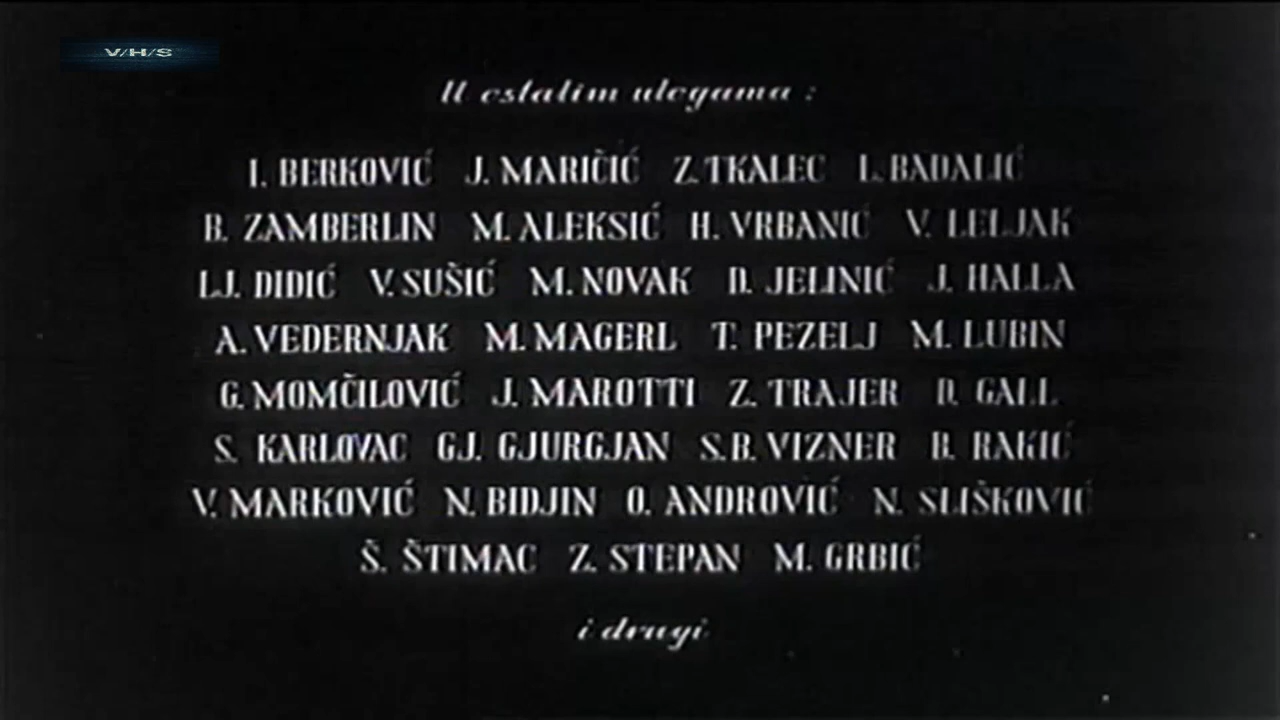 V/H/S
U ostalim ulogama :
I. BERKOVIĆ J. MARIČIĆ Z. TKALEC L. BADALIĆ
B. ZAMBERLIN M. ALEKSIĆ H. VRBANIĆ V. LELJAK
LJ. DIDIĆ V. SUŠIĆ M. NOVAK D. JELINIĆ J. HALLA
A. VEDERNJAK M. MAGERL T. PEZELJ M. LUBIN
G. MOMČILOVIĆ J. MAROTTI Z. TRAJER D. GALL
S. KARLOVAC GJ. GJURGJAN S. B. VIZNER B. RAKIĆ
V. MARKOVIĆ N. BIDJIN O. ANDROVIĆ N. SLIŠKOVIĆ
Š. ŠTIMAC Z. STEPAN M. GRBIĆ
i drugi